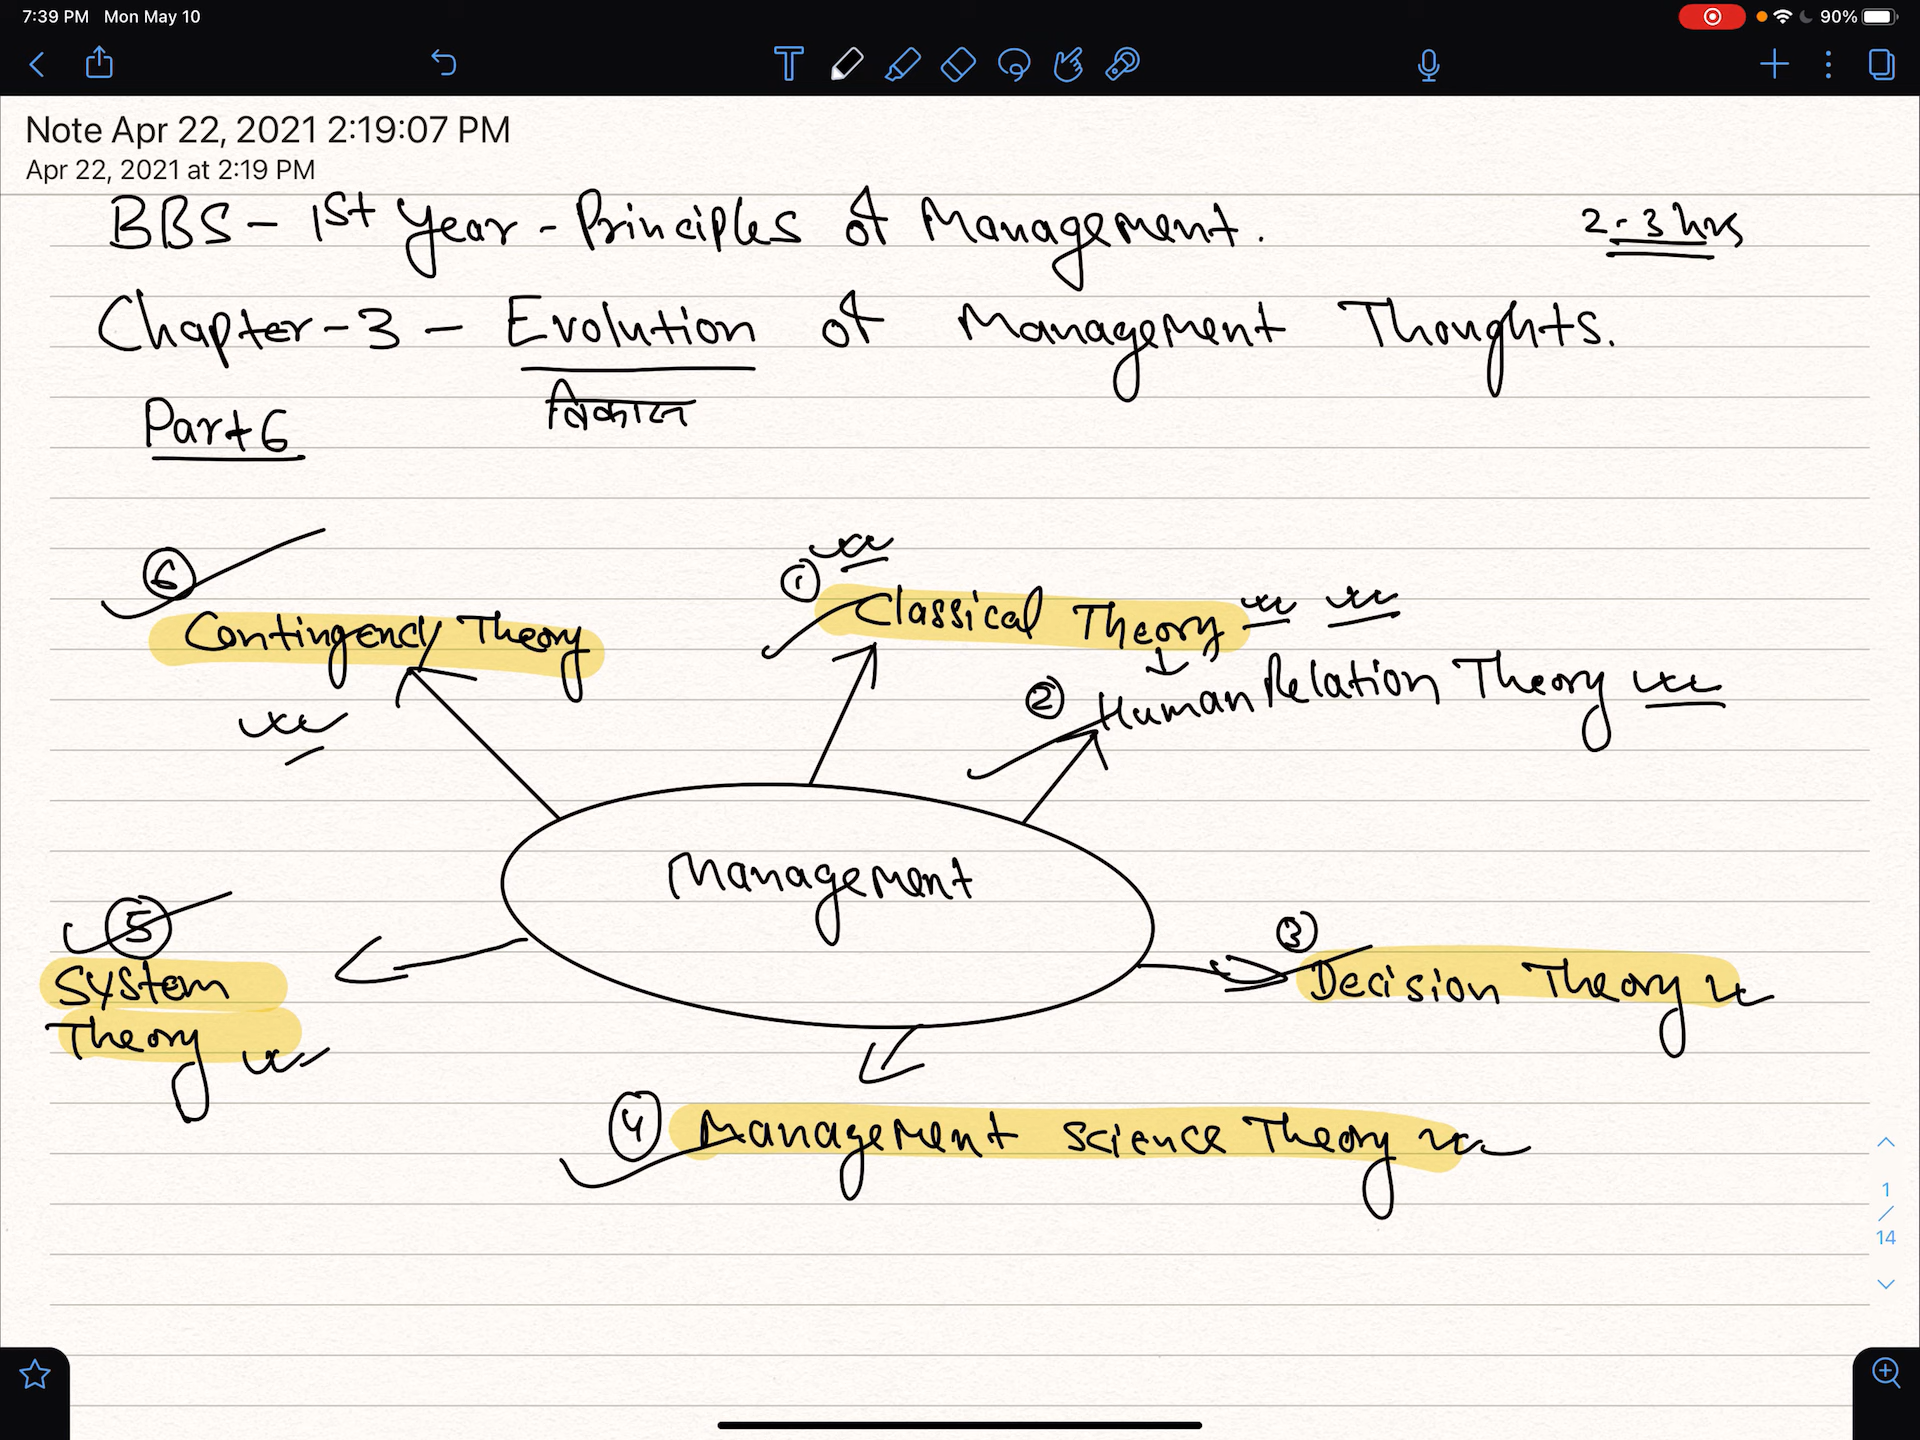 7:39 PM Mon May 10
90%
Note Apr 22, 2021 2:19:07 PM
Apr 22, 2021 at 2:19 PM
BBS - 1st Year - Principles of Management.
2-3 hrs
Chapter-3 - Evolution of Management Thoughts.
विकास
Part 6
6
Contingency Theory
1
Classical Theory
2 Human Relation Theory
Management
3
Decision Theory
5
System
Theory
4 Management Science Theory
1
/
14